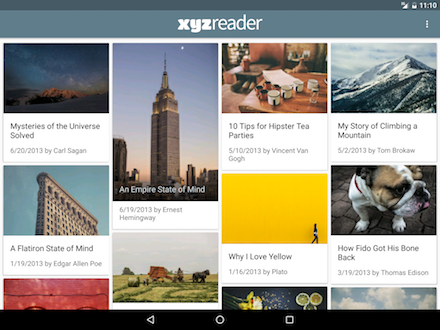 11:10
xyzreader
Mysteries of the Universe
Solved
6/20/2013 by Carl Sagan
An Empire State of Mind
6/19/2013 by Ernest
Hemingway
10 Tips for Hipster Tea
Parties
5/10/2013 by Vincent Van
Gogh
My Story of Climbing a
Mountain
5/2/2013 by Tom Brokaw
A Flatiron State of Mind
1/19/2013 by Edgar Allen Poe
Why I Love Yellow
1/16/2013 by Plato
How Fido Got His Bone
Back
3/19/2013 by Thomas Edison